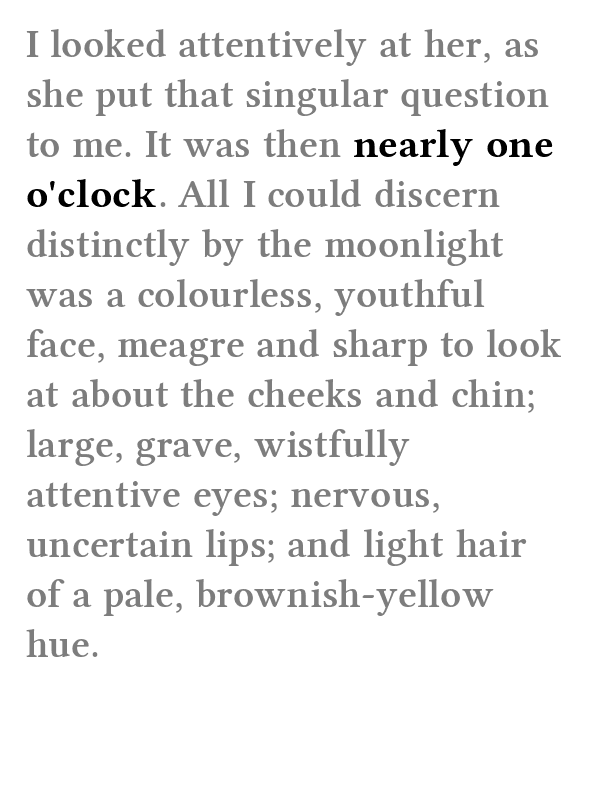 I looked attentively at her, as
she put that singular question
to me. It was then nearly one
o'clock. All I could discern
distinctly by the moonlight
was a colourless, youthful
face, meagre and sharp to look
at about the cheeks and chin;
large, grave, wistfully
attentive eyes; nervous,
uncertain lips; and light hair
of a pale, brownish-yellow
hue.